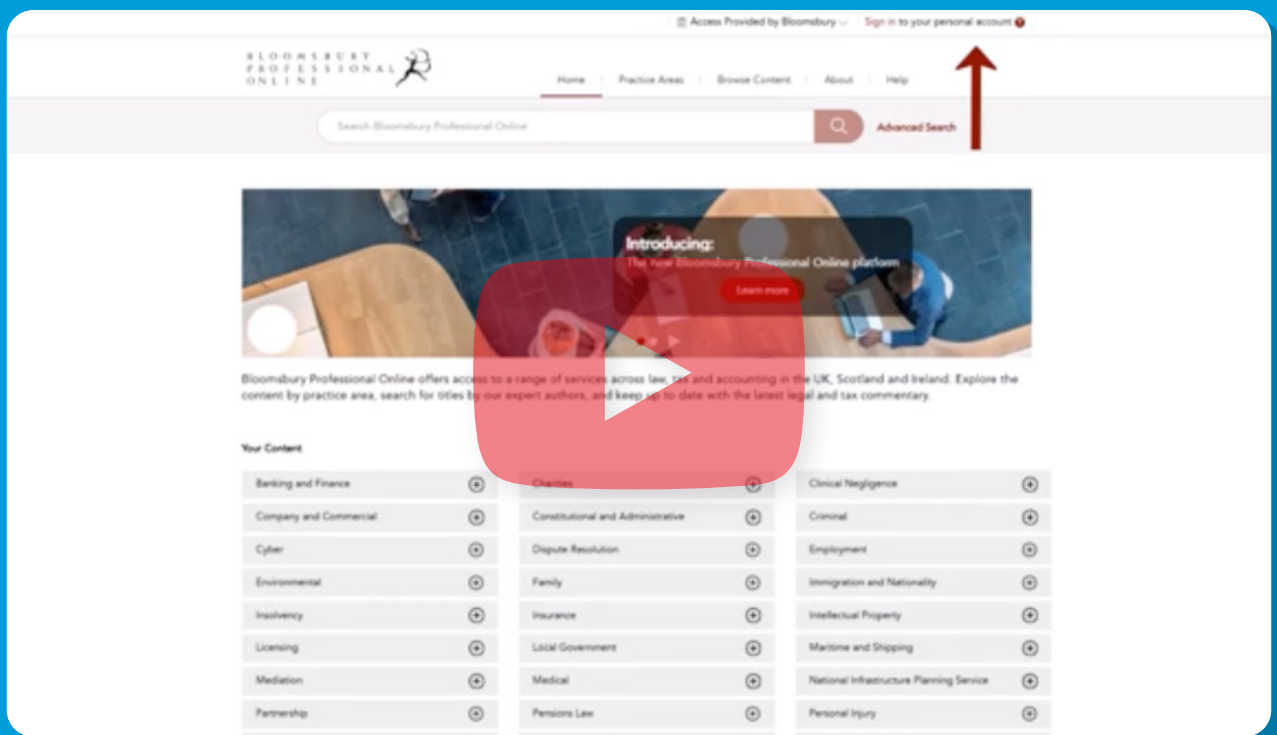 Access Provided by Bloomsbury
Sign in to your personal account ?
BLOOMSBURY
PROFESSIONAL
ONLINE
Home
Practice Areas
Browse Content
About
Help
Search Bloomsbury Professional Online
Advanced Search
Introducing:
The new Bloomsbury Professional Online platform
Learn more
Bloomsbury Professional Online offers access to a range of services across law, tax and accounting in the UK, Scotland and Ireland. Explore the
content by practice area, search for titles by our expert authors, and keep up to date with the latest legal and tax commentary.
Your Content
Banking and Finance
Charities
Clinical Negligence
Company and Commercial
Constitutional and Administrative
Criminal
Cyber
Dispute Resolution
Employment
Environmental
Family
Immigration and Nationality
Insolvency
Insurance
Intellectual Property
Licensing
Local Government
Maritime and Shipping
Mediation
Medical
National Infrastructure Planning Service
Partnership
Pensions Law
Personal Injury